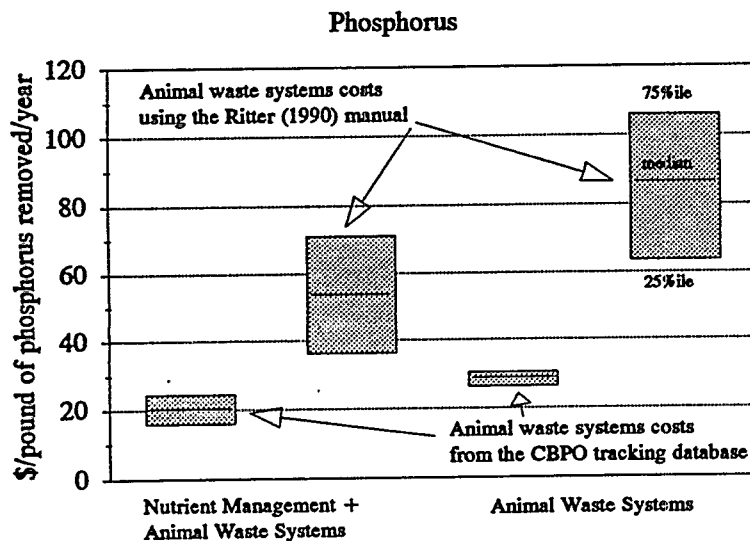 Phosphorus
$/pound of phosphorus removed/year
120
100
80
60
40
20
0
Animal waste systems costs
using the Ritter (1990) manual
75%ile
median
25%ile
Animal waste systems costs
from the CBPO tracking database
Nutrient Management +
Animal Waste Systems
Animal Waste Systems